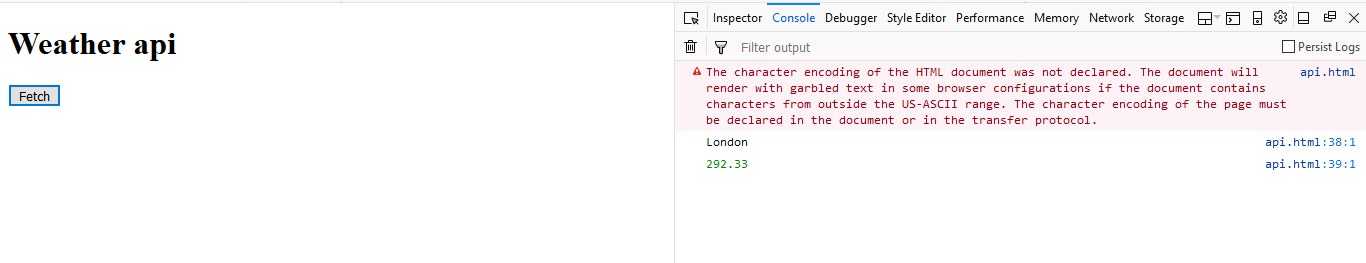 Weather api
Fetch
Inspector Console Debugger Style Editor Performance Memory Network Storage
Filter output
Persist Logs
The character encoding of the HTML document was not declared. The document will api.html
render with garbled text in some browser configurations if the document contains
characters from outside the US-ASCII range. The character encoding of the page must
be declared in the document or in the transfer protocol.
London api.html:38:1
292.33 api.html:39:1